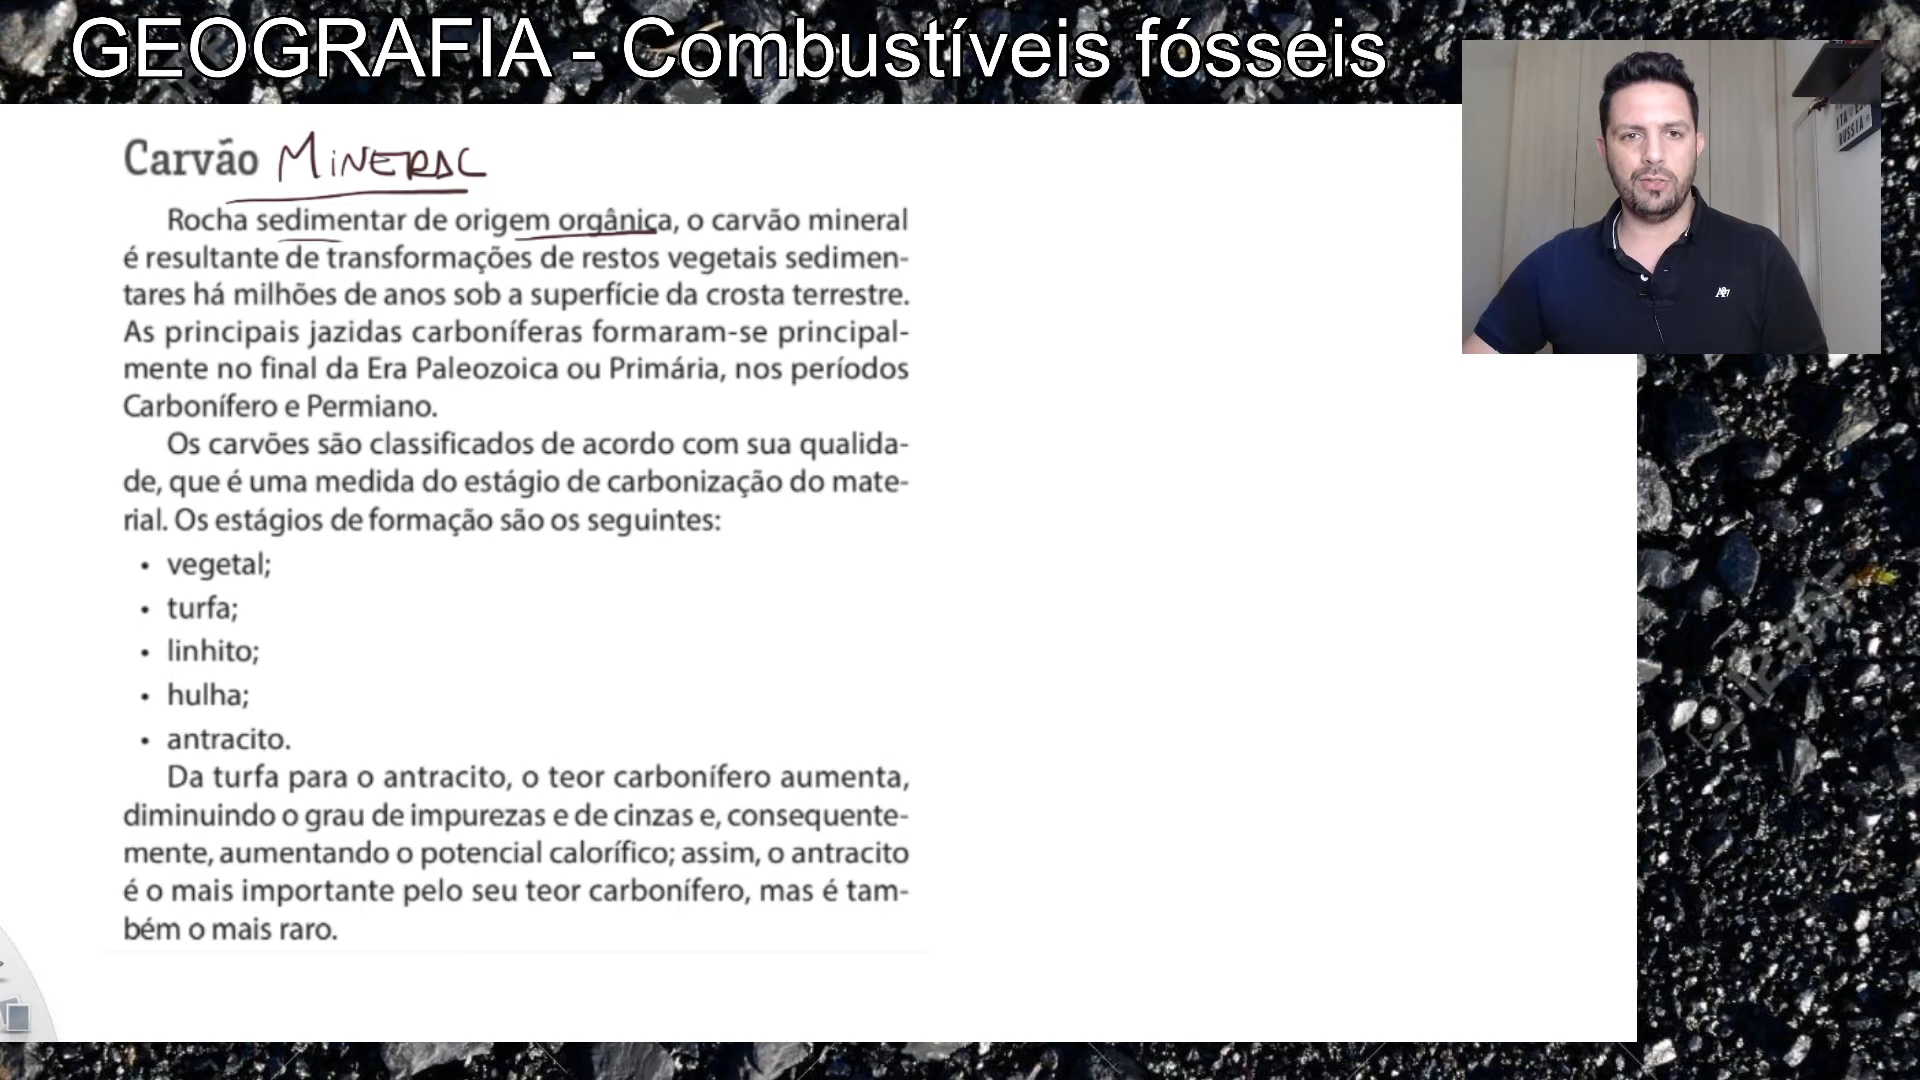 GEOGRAFIA - Combustíveis fósseis
Carvão MINERAL
Rocha sedimentar de origem orgânica, o carvão mineral
é resultante de transformações de restos vegetais sedimen-
tares há milhões de anos sob a superfície da crosta terrestre.
As principais jazidas carboníferas formaram-se principal-
mente no final da Era Paleozoica ou Primária, nos períodos
Carbonífero e Permiano.
Os carvões são classificados de acordo com sua qualida-
de, que é uma medida do estágio de carbonização do mate-
rial. Os estágios de formação são os seguintes:
• vegetal;
• turfa;
• linhito;
• hulha;
• antracito.
Da turfa para o antracito, o teor carbonífero aumenta,
diminuindo o grau de impurezas e de cinzas e, consequente-
mente, aumentando o potencial calorífico; assim, o antracito
é o mais importante pelo seu teor carbonífero, mas é tam-
bém o mais raro.
RUSSIA